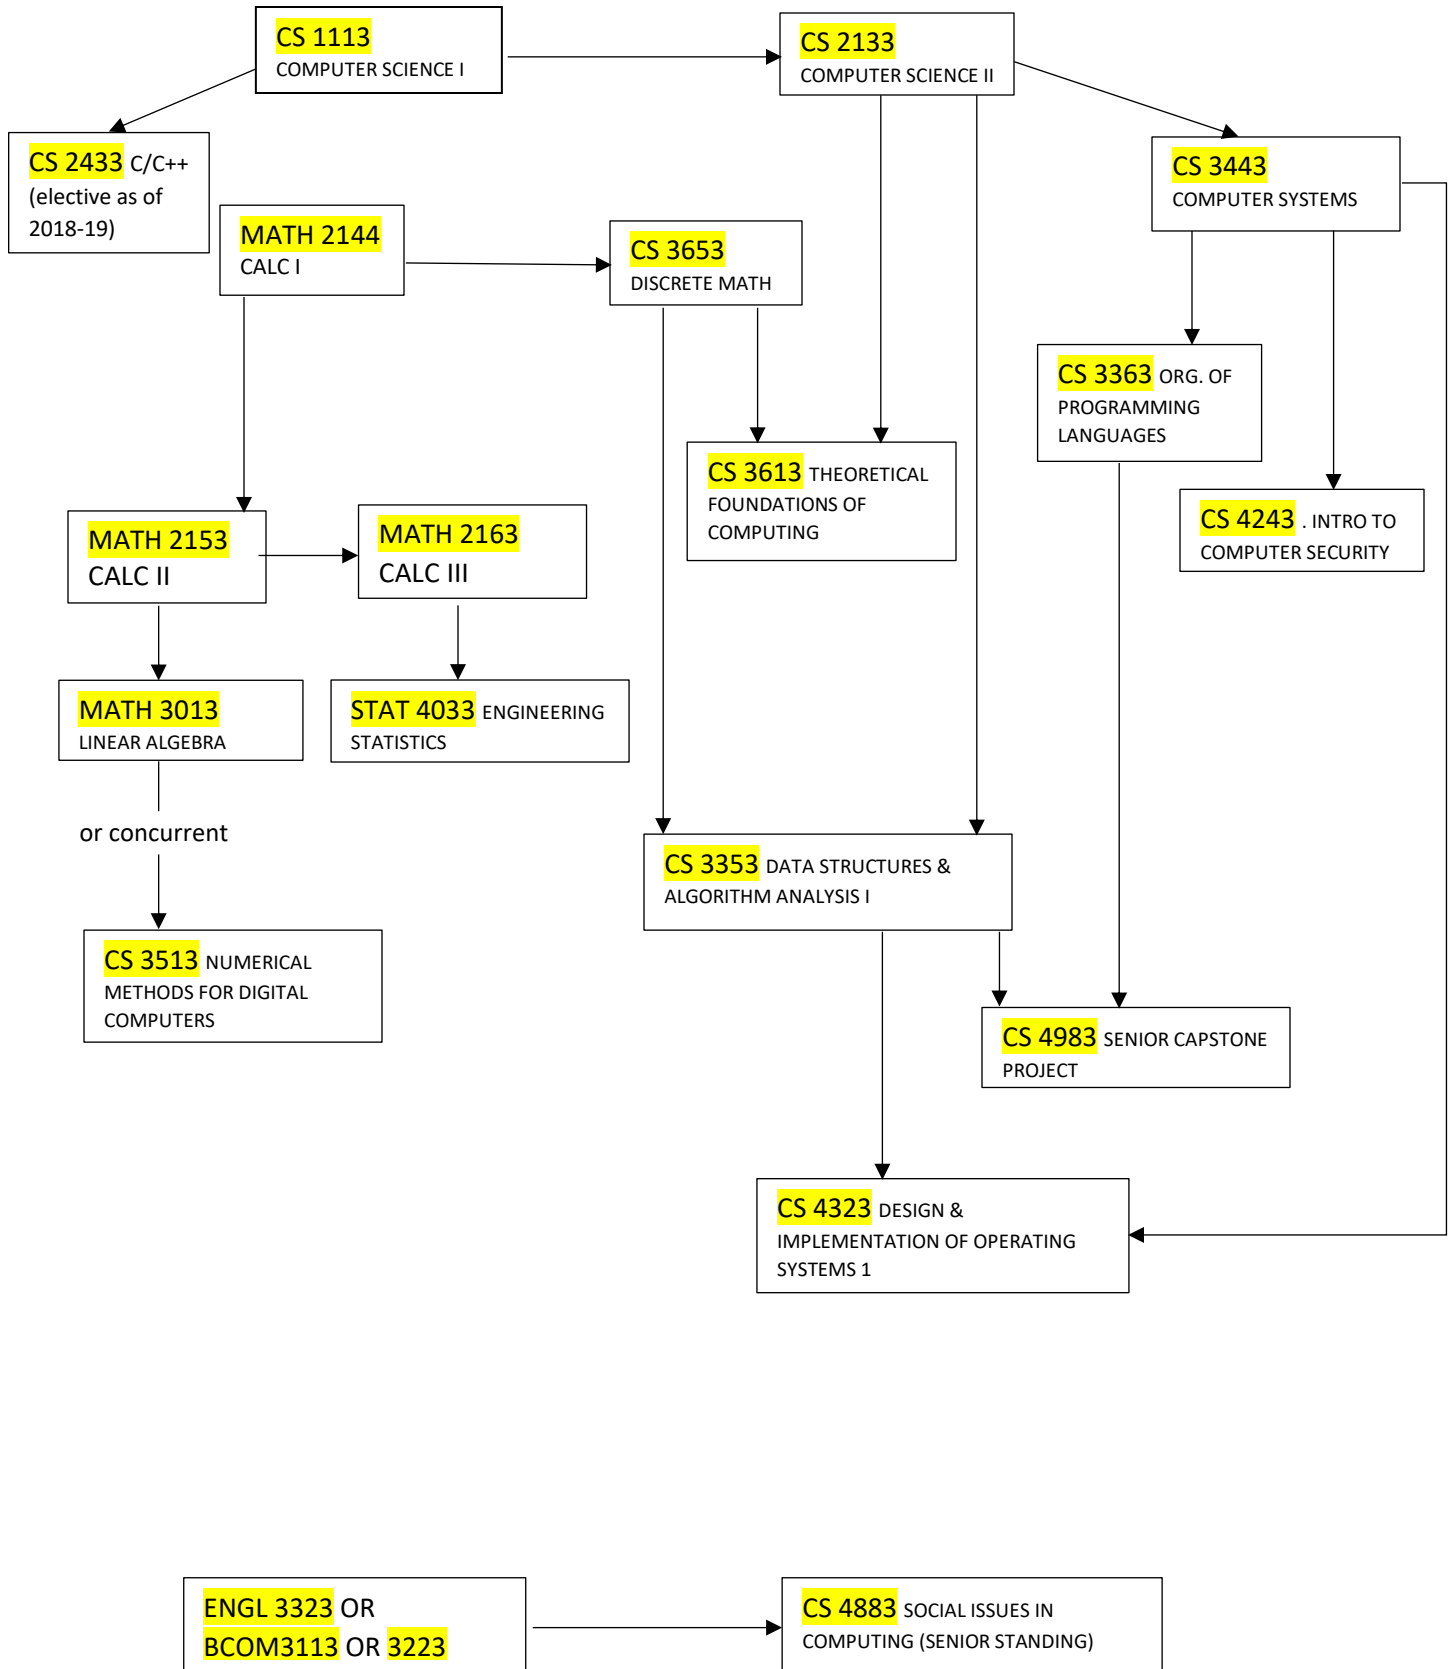 CS 1113
COMPUTER SCIENCE I
CS 2133
COMPUTER SCIENCE II
CS 2433 C/C++
(elective as of
2018-19)
CS 3443
COMPUTER SYSTEMS
MATH 2144
CALC I
CS 3653
DISCRETE MATH
CS 3363 ORG. OF
PROGRAMMING
LANGUAGES
CS 3613 THEORETICAL
FOUNDATIONS OF
COMPUTING
CS 4243 . INTRO TO
COMPUTER SECURITY
MATH 2153
CALC II
MATH 2163
CALC III
MATH 3013
LINEAR ALGEBRA
STAT 4033 ENGINEERING
STATISTICS
or concurrent
CS 3353 DATA STRUCTURES &
ALGORITHM ANALYSIS I
CS 3513 NUMERICAL
METHODS FOR DIGITAL
COMPUTERS
CS 4983 SENIOR CAPSTONE
PROJECT
CS 4323 DESIGN &
IMPLEMENTATION OF OPERATING
SYSTEMS 1
ENGL 3323 OR
BCOM3113 OR 3223
CS 4883 SOCIAL ISSUES IN
COMPUTING (SENIOR STANDING)